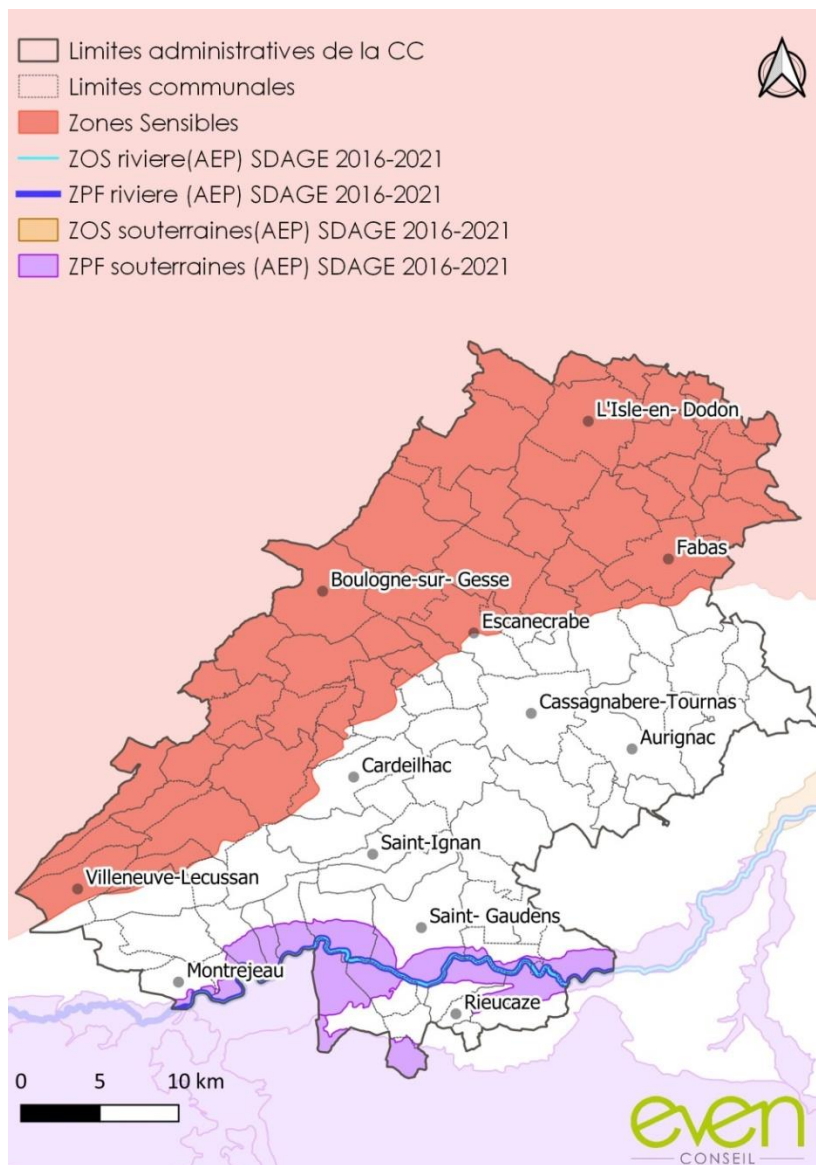 Limites administratives de la CC
Limites communales
Zones Sensibles
ZOS riviere(AEP) SDAGE 2016-2021
ZPF riviere (AEP) SDAGE 2016-2021
ZOS souterraines(AEP) SDAGE 2016-2021
ZPF souterraines (AEP) SDAGE 2016-2021
L'Isle-en- Dodon
Fabas
Boulogne-sur- Gesse
Escanecrabe
Cassagnabere-Tournas
Aurignac
Cardeilhac
Saint-Ignan
Villeneuve-Lecussan
Saint- Gaudens
Montrejeau
Rieucaze
0 5 10 km
even
CONSEIL